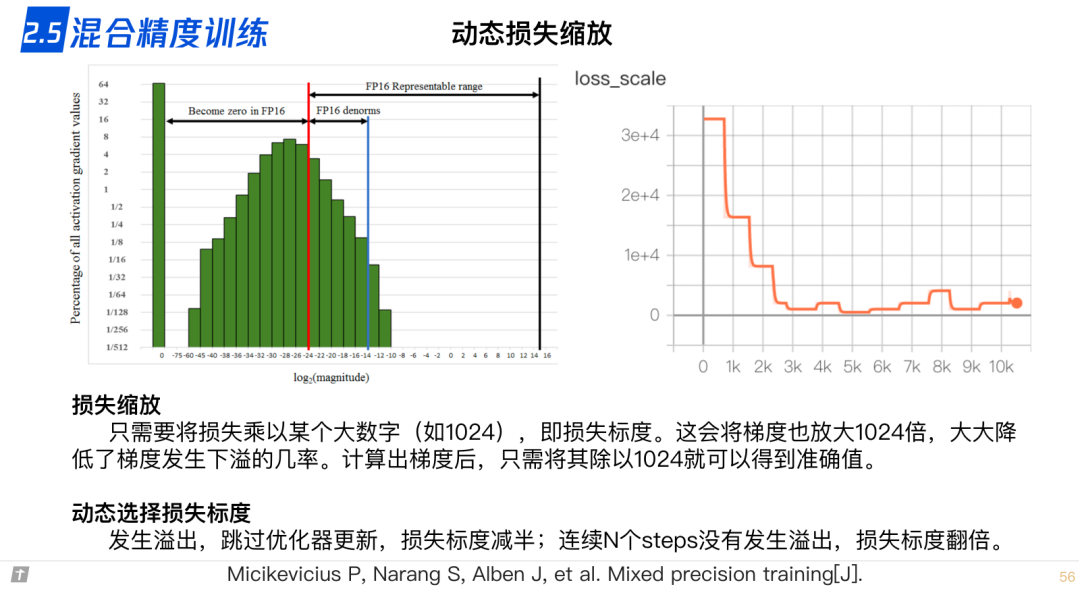 2.5 混合精度训练
动态损失缩放
Percentage of all activation gradient values
64
32
16
8
4
2
1
1/2
1/4
1/8
1/16
1/32
1/64
1/128
1/256
1/512
FP16 Representable range
Become zero in FP16
FP16 denorms
0 -75 -60 -45 -40 -38 -36 -34 -32 -30 -28 -26 -24 -22 -20 -18 -16 -14 -12 -10 -8 -6 -4 -2 0 2 4 6 8 10 12 14 16
log2(magnitude)
loss_scale
3e+4
2e+4
1e+4
0
0 1k 2k 3k 4k 5k 6k 7k 8k 9k 10k
损失缩放
只需要将损失乘以某个大数字（如1024），即损失标度。这会将梯度也放大1024倍，大大降
低了梯度发生下溢的几率。计算出梯度后，只需将其除以1024就可以得到准确值。
动态选择损失标度
发生溢出，跳过优化器更新，损失标度减半；连续N个steps没有发生溢出，损失标度翻倍。
Micikevicius P, Narang S, Alben J, et al. Mixed precision training[J].
56